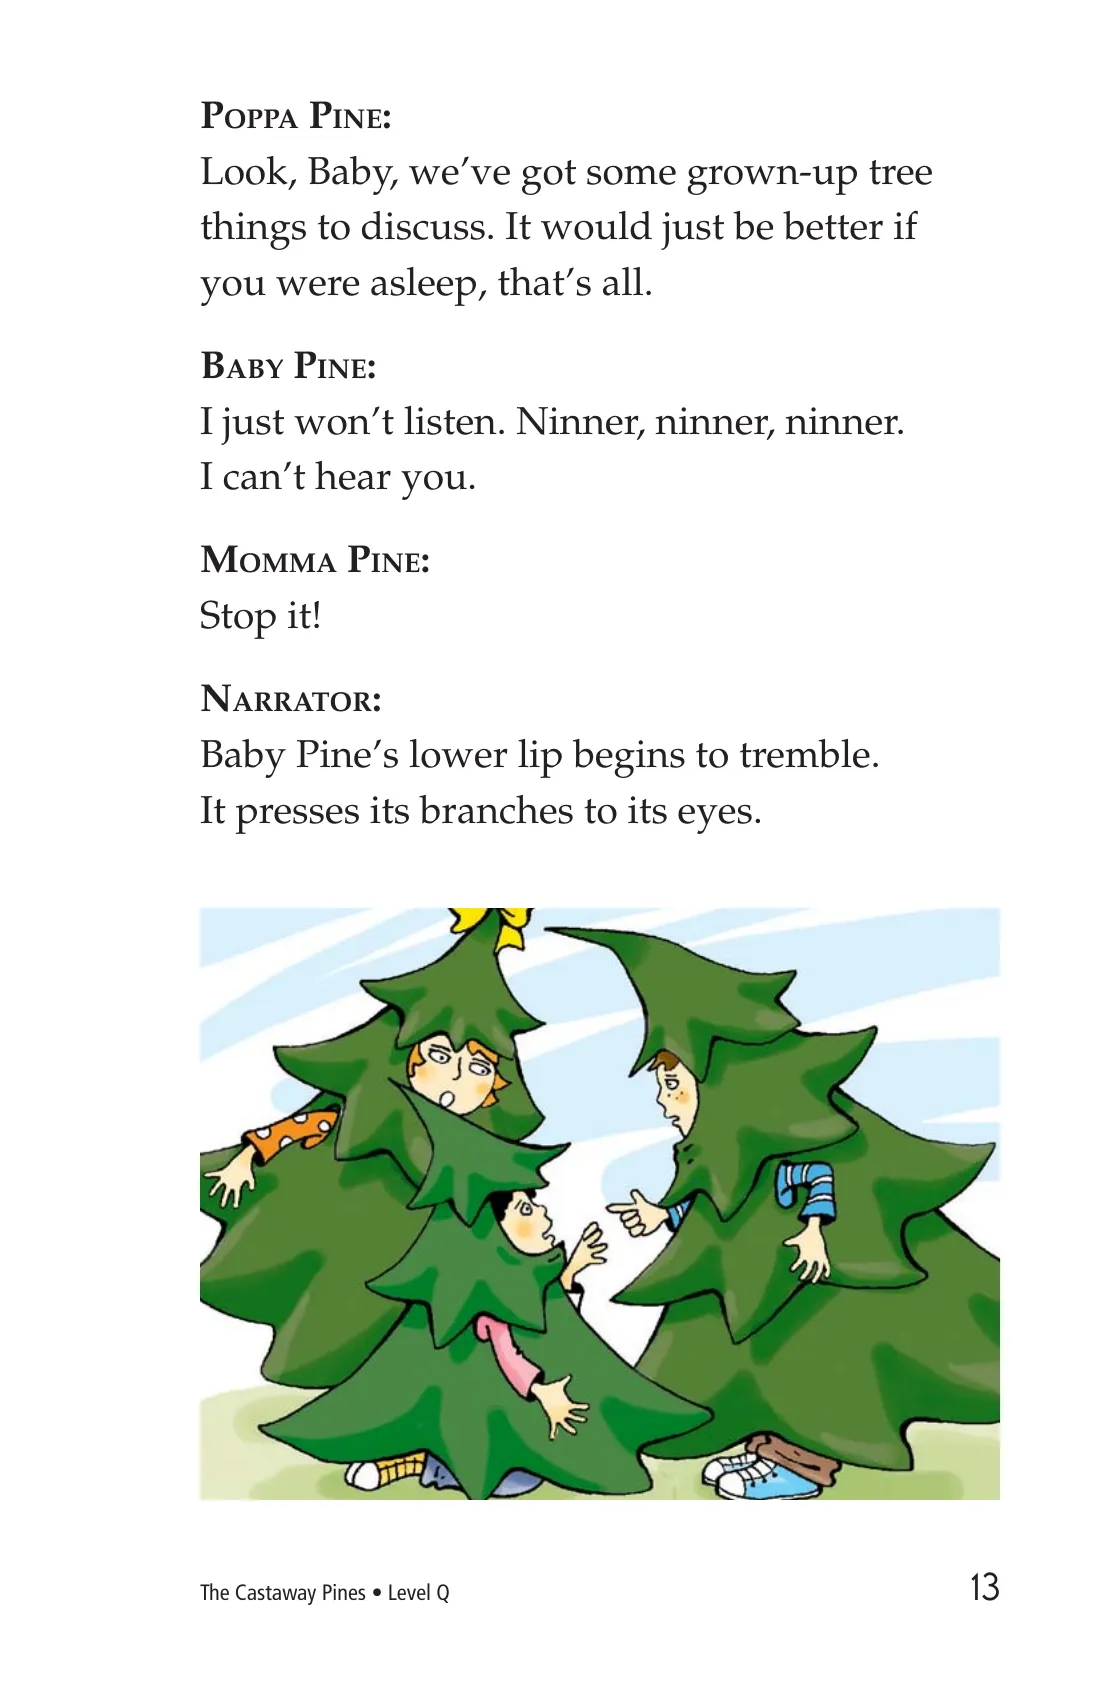 POPPA PINE:
Look, Baby, we’ve got some grown-up tree
things to discuss. It would just be better if
you were asleep, that’s all.
BABY PINE:
I just won’t listen. Ninner, ninner, ninner.
I can’t hear you.
MOMMA PINE:
Stop it!
NARRATOR:
Baby Pine’s lower lip begins to tremble.
It presses its branches to its eyes.
The Castaway Pines • Level Q
13